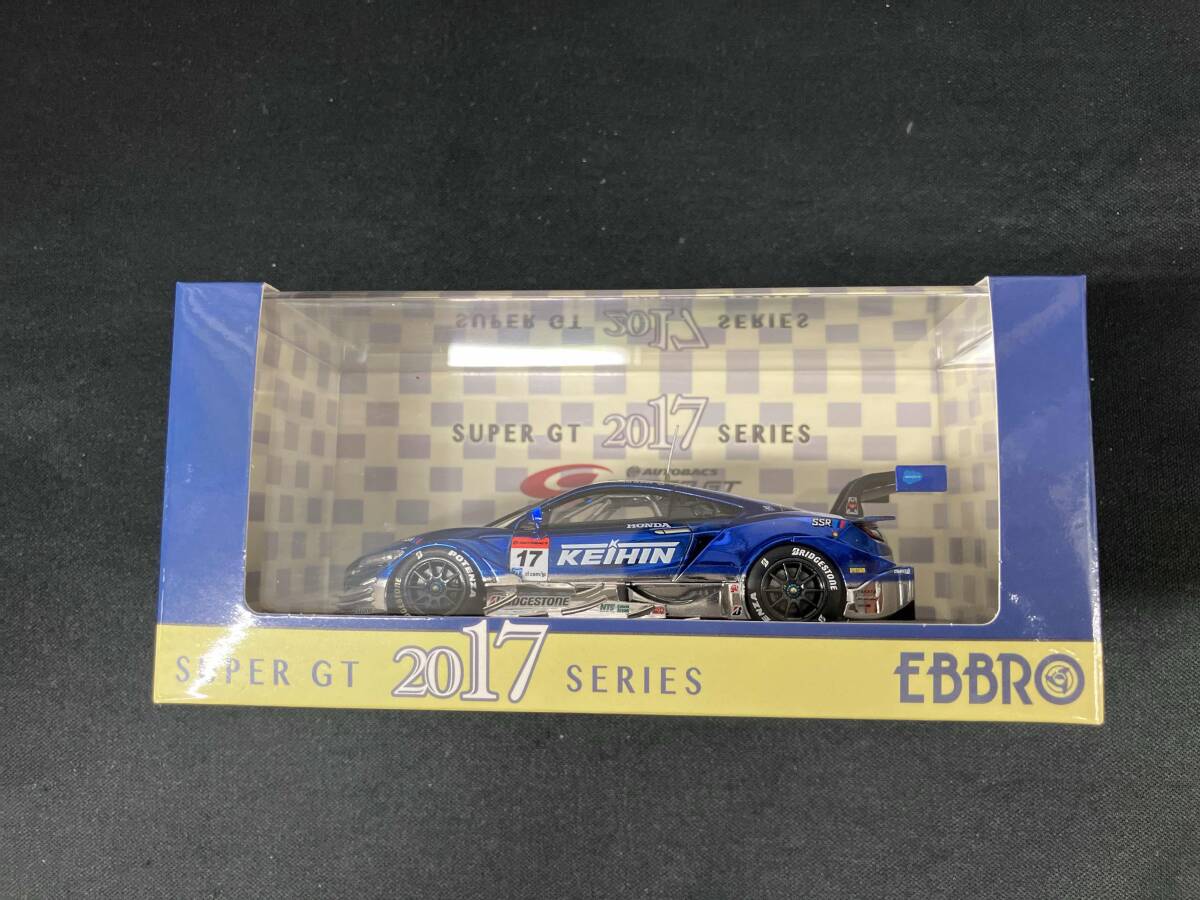 SUPER GT 2017 SERIES
SUPER GT 2017 SERIES
AUTOBACS
HONDA
SSR
17
KEIHIN
POTENZA
BRIDGESTONE
BRIDGESTONE
NTS
SUPER GT 2017 SERIES
EBBRO